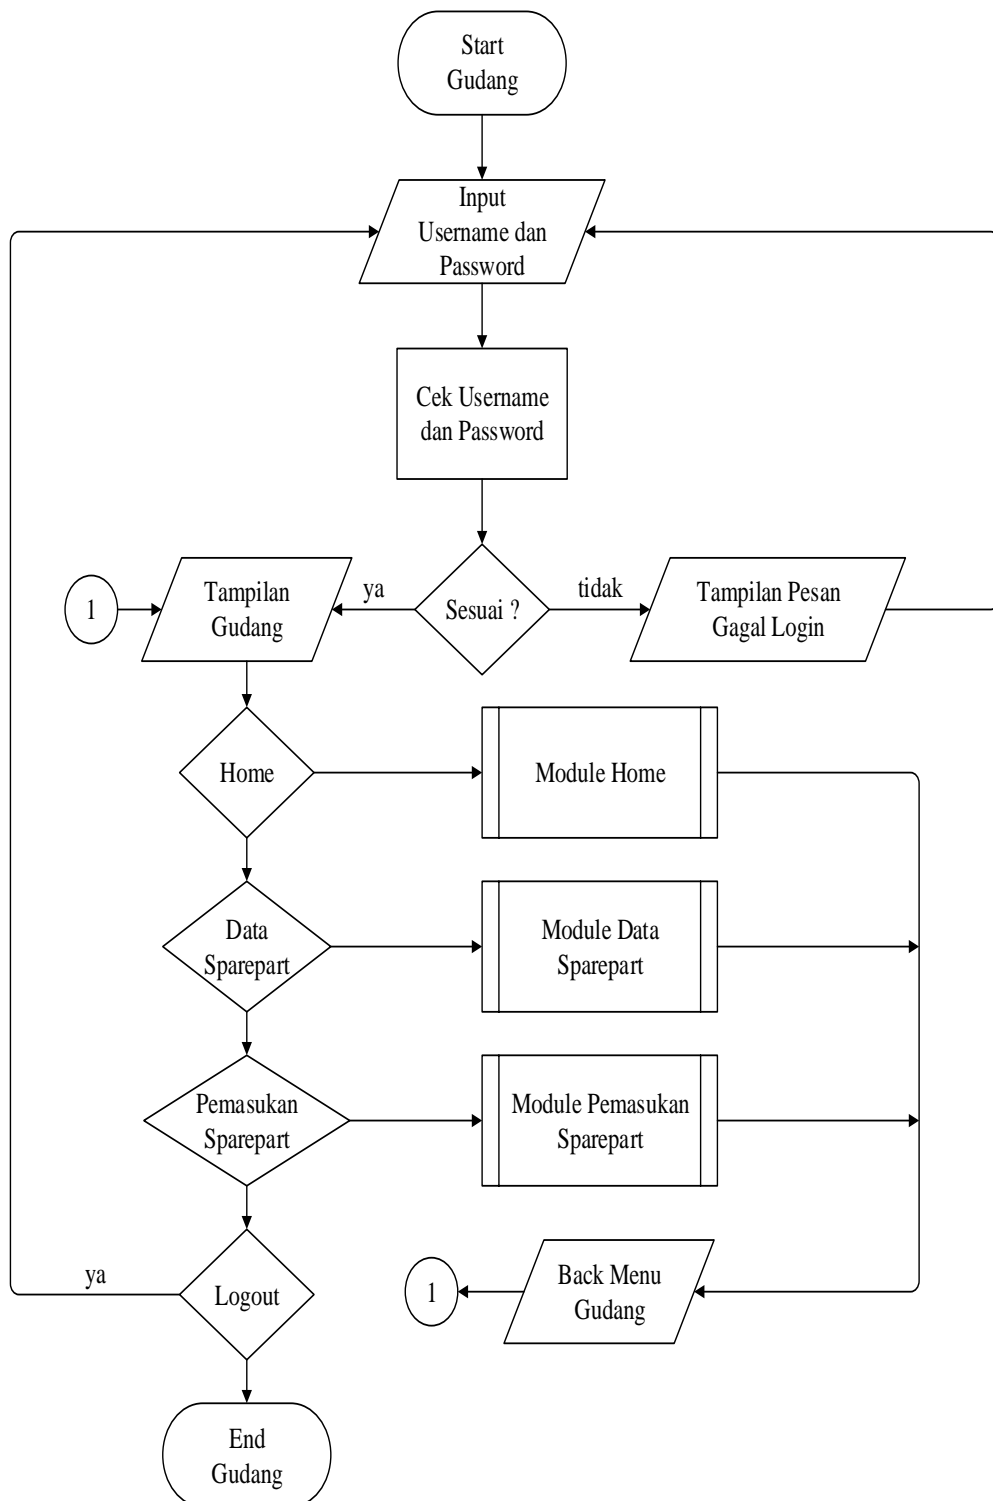 Start
Gudang
Input
Username dan
Password
Cek Username
dan Password
Sesuai ?
ya
tidak
1
Tampilan
Gudang
Tampilan Pesan
Gagal Login
Home
Module Home
Data
Sparepart
Module Data
Sparepart
Pemasukan
Sparepart
Module Pemasukan
Sparepart
ya
Logout
1
Back Menu
Gudang
End
Gudang